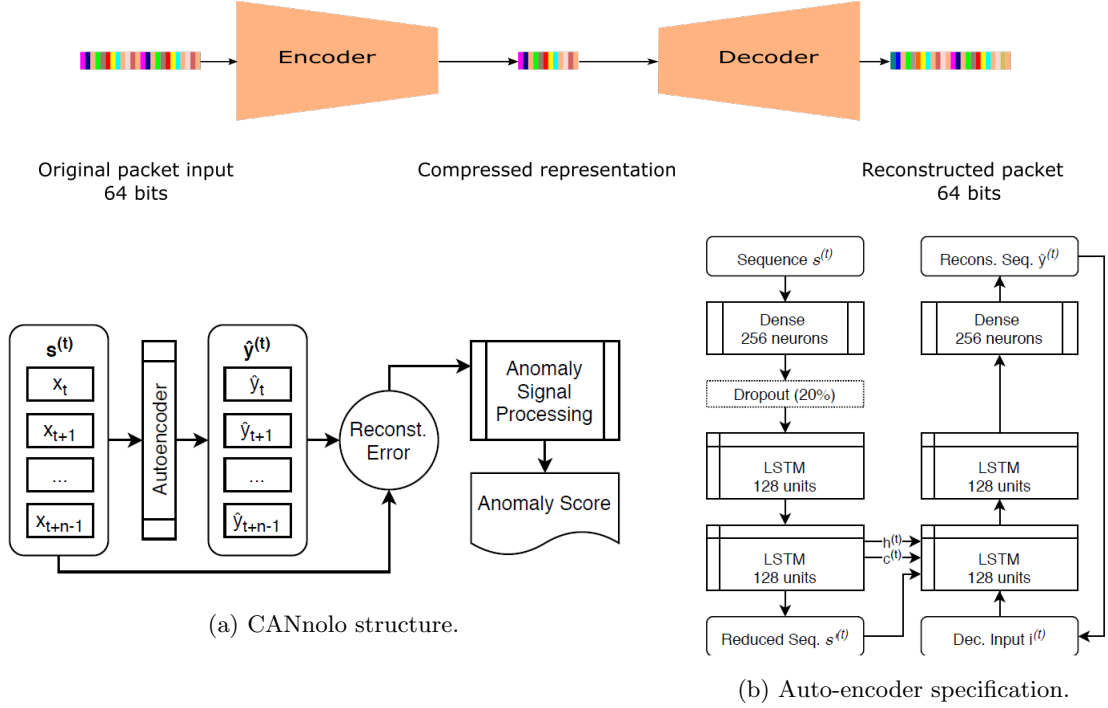 Encoder
Decoder
Original packet input
64 bits
Compressed representation
Reconstructed packet
64 bits
s(t)
xt
xt+1
...
xt+n-1
Autoencoder
ŷ(t)
ŷt
ŷt+1
...
ŷt+n-1
Reconst.
Error
Anomaly
Signal
Processing
Anomaly Score
(a) CANnolo structure.
Sequence s(t)
Dense
256 neurons
Dropout (20%)
LSTM
128 units
LSTM
128 units
Reduced Seq. s'(t)
h(t)
c(t)
Recons. Seq. ŷ(t)
Dense
256 neurons
LSTM
128 units
LSTM
128 units
Dec. Input i(t)
(b) Auto-encoder specification.